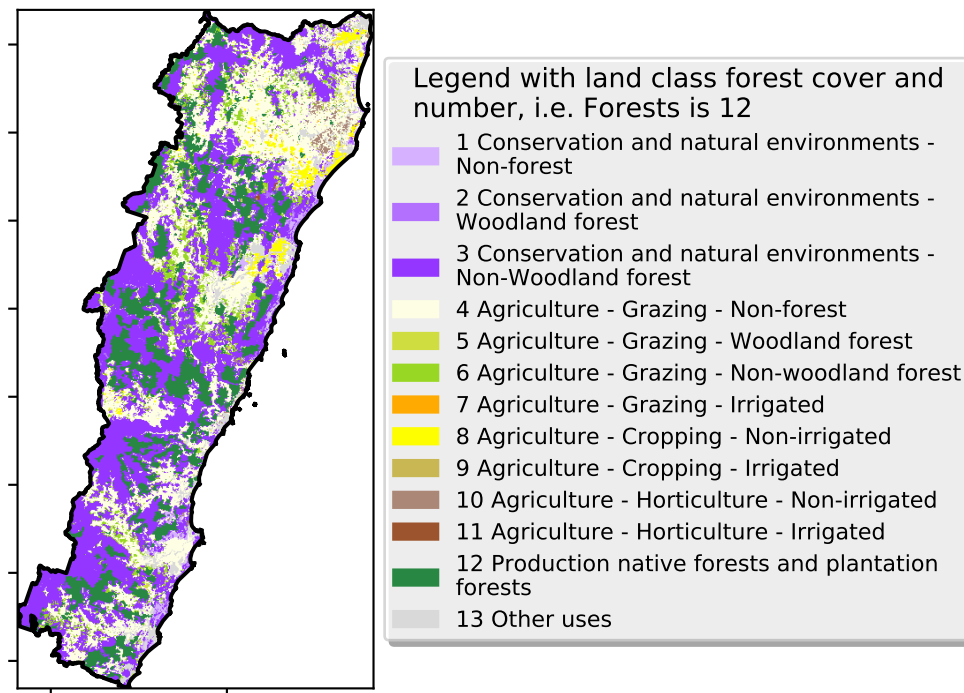 Legend with land class forest cover and
number, i.e. Forests is 12
1 Conservation and natural environments -
Non-forest
2 Conservation and natural environments -
Woodland forest
3 Conservation and natural environments -
Non-Woodland forest
4 Agriculture - Grazing - Non-forest
5 Agriculture - Grazing - Woodland forest
6 Agriculture - Grazing - Non-woodland forest
7 Agriculture - Grazing - Irrigated
8 Agriculture - Cropping - Non-irrigated
9 Agriculture - Cropping - Irrigated
10 Agriculture - Horticulture - Non-irrigated
11 Agriculture - Horticulture - Irrigated
12 Production native forests and plantation
forests
13 Other uses